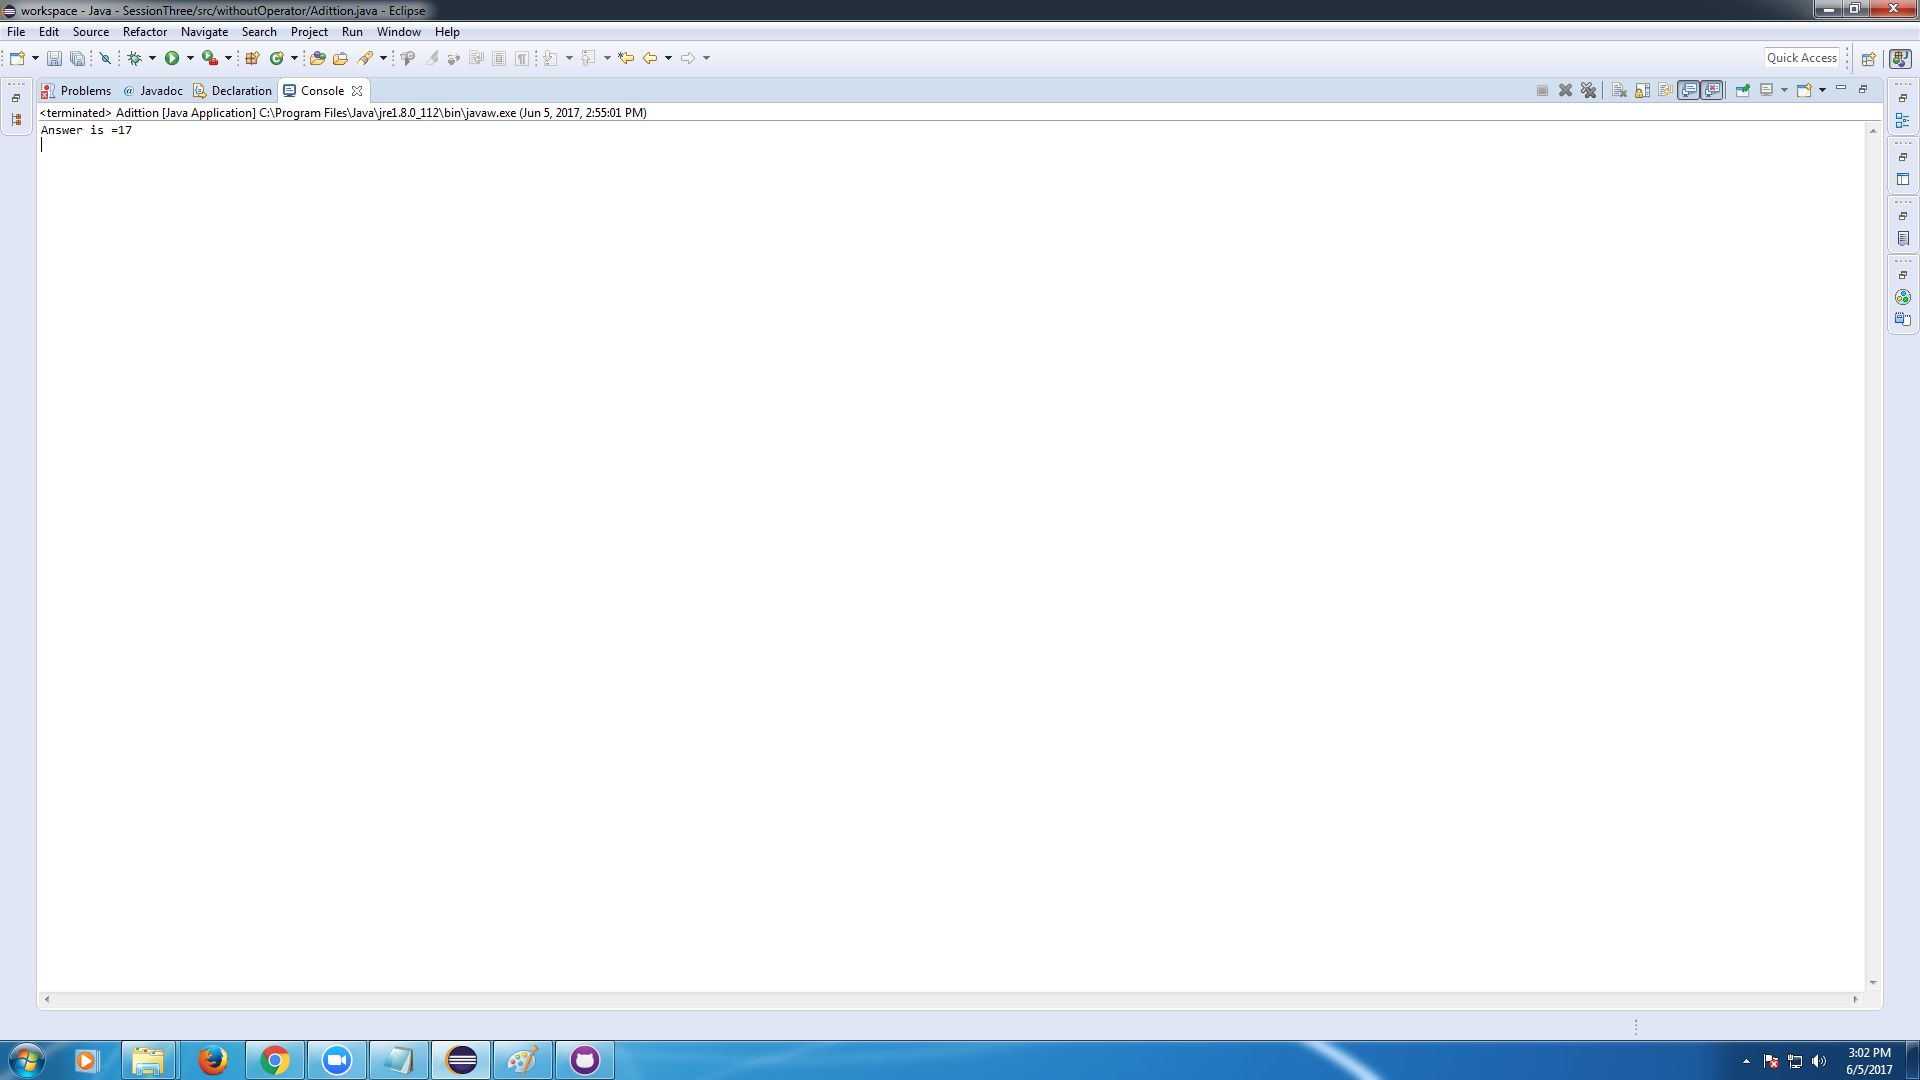 workspace - Java - SessionThree/src/withoutOperator/Adittion.java - Eclipse
File Edit Source Refactor Navigate Search Project Run Window Help
Quick Access
Problems @ Javadoc Declaration Console
<terminated> Adittion [Java Application] C:\Program Files\Java\jre1.8.0_112\bin\javaw.exe (Jun 5, 2017, 2:55:01 PM)
Answer is =17
3:02 PM
6/5/2017